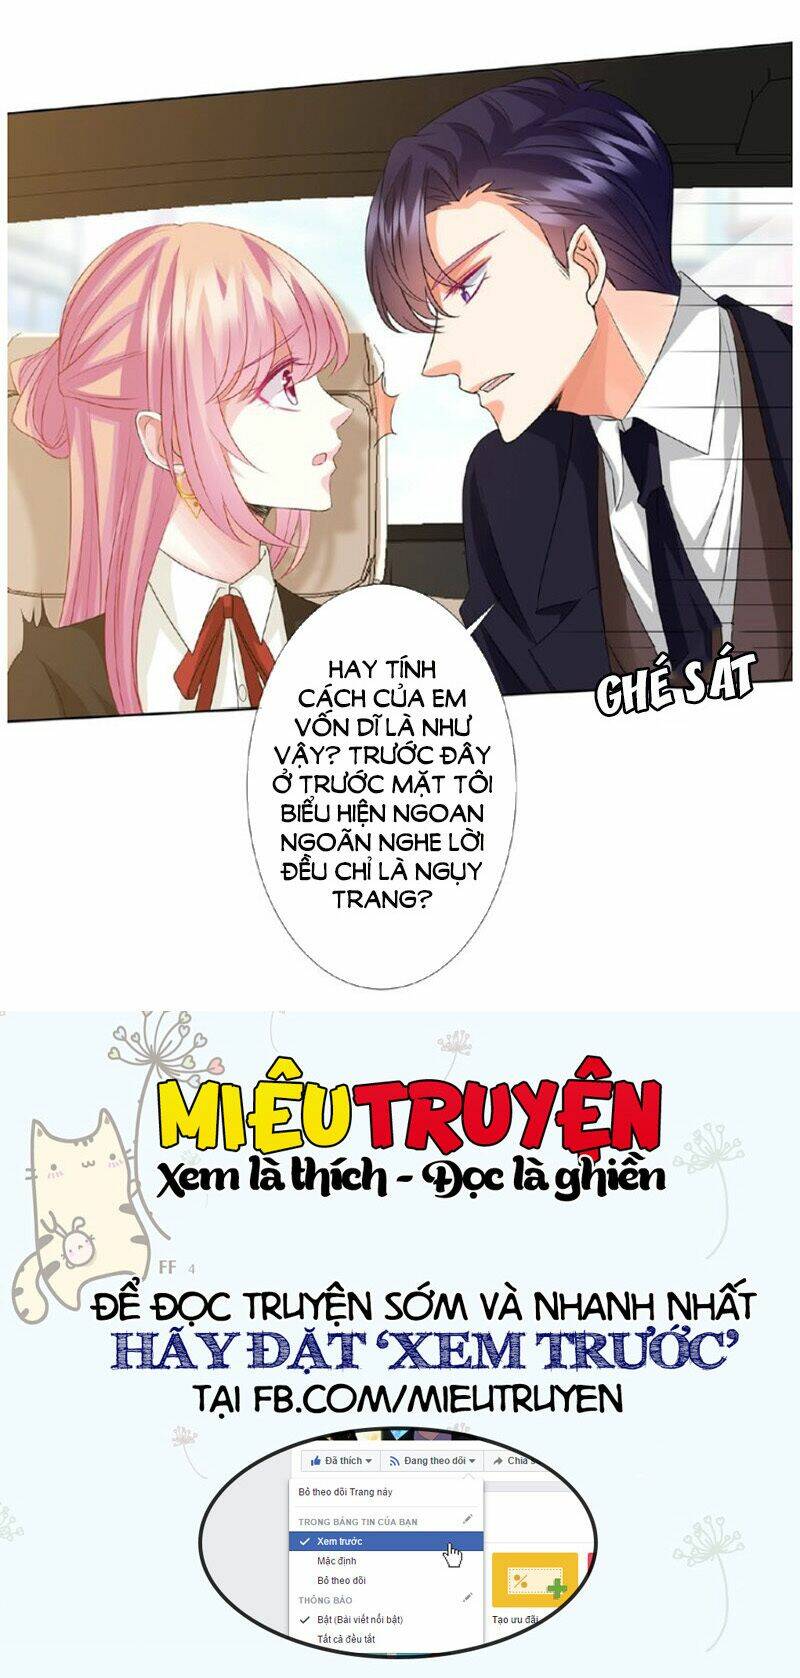 HAY TÍNH
CÁCH CỦA EM
VỐN DĨ LÀ NHƯ
VẬY? TRƯỚC ĐÂY
Ở TRƯỚC MẶT TÔI
BIỂU HIỆN NGOAN
NGOÃN NGHE LỜI
ĐỀU CHỈ LÀ NGỤY
TRANG?
GHÉ SÁT
MIÊUTRUYỆN
Xem là thích - Đọc là ghiền
FF 4
ĐỂ ĐỌC TRUYỆN SỚM VÀ NHANH NHẤT
HÃY ĐẶT ‘XEM TRƯỚC’
TẠI FB.COM/MIEUTRUYEN
Đã thích Đang theo dõi Chia s
Bỏ theo dõi Trang này
TRONG BẢNG TIN CỦA BẠN
Xem trước
Mặc định
Bỏ theo dõi
THÔNG BÁO
Bật (Bài viết nổi bật)
Tất cả đều tắt
%
Tạo ưu đãi